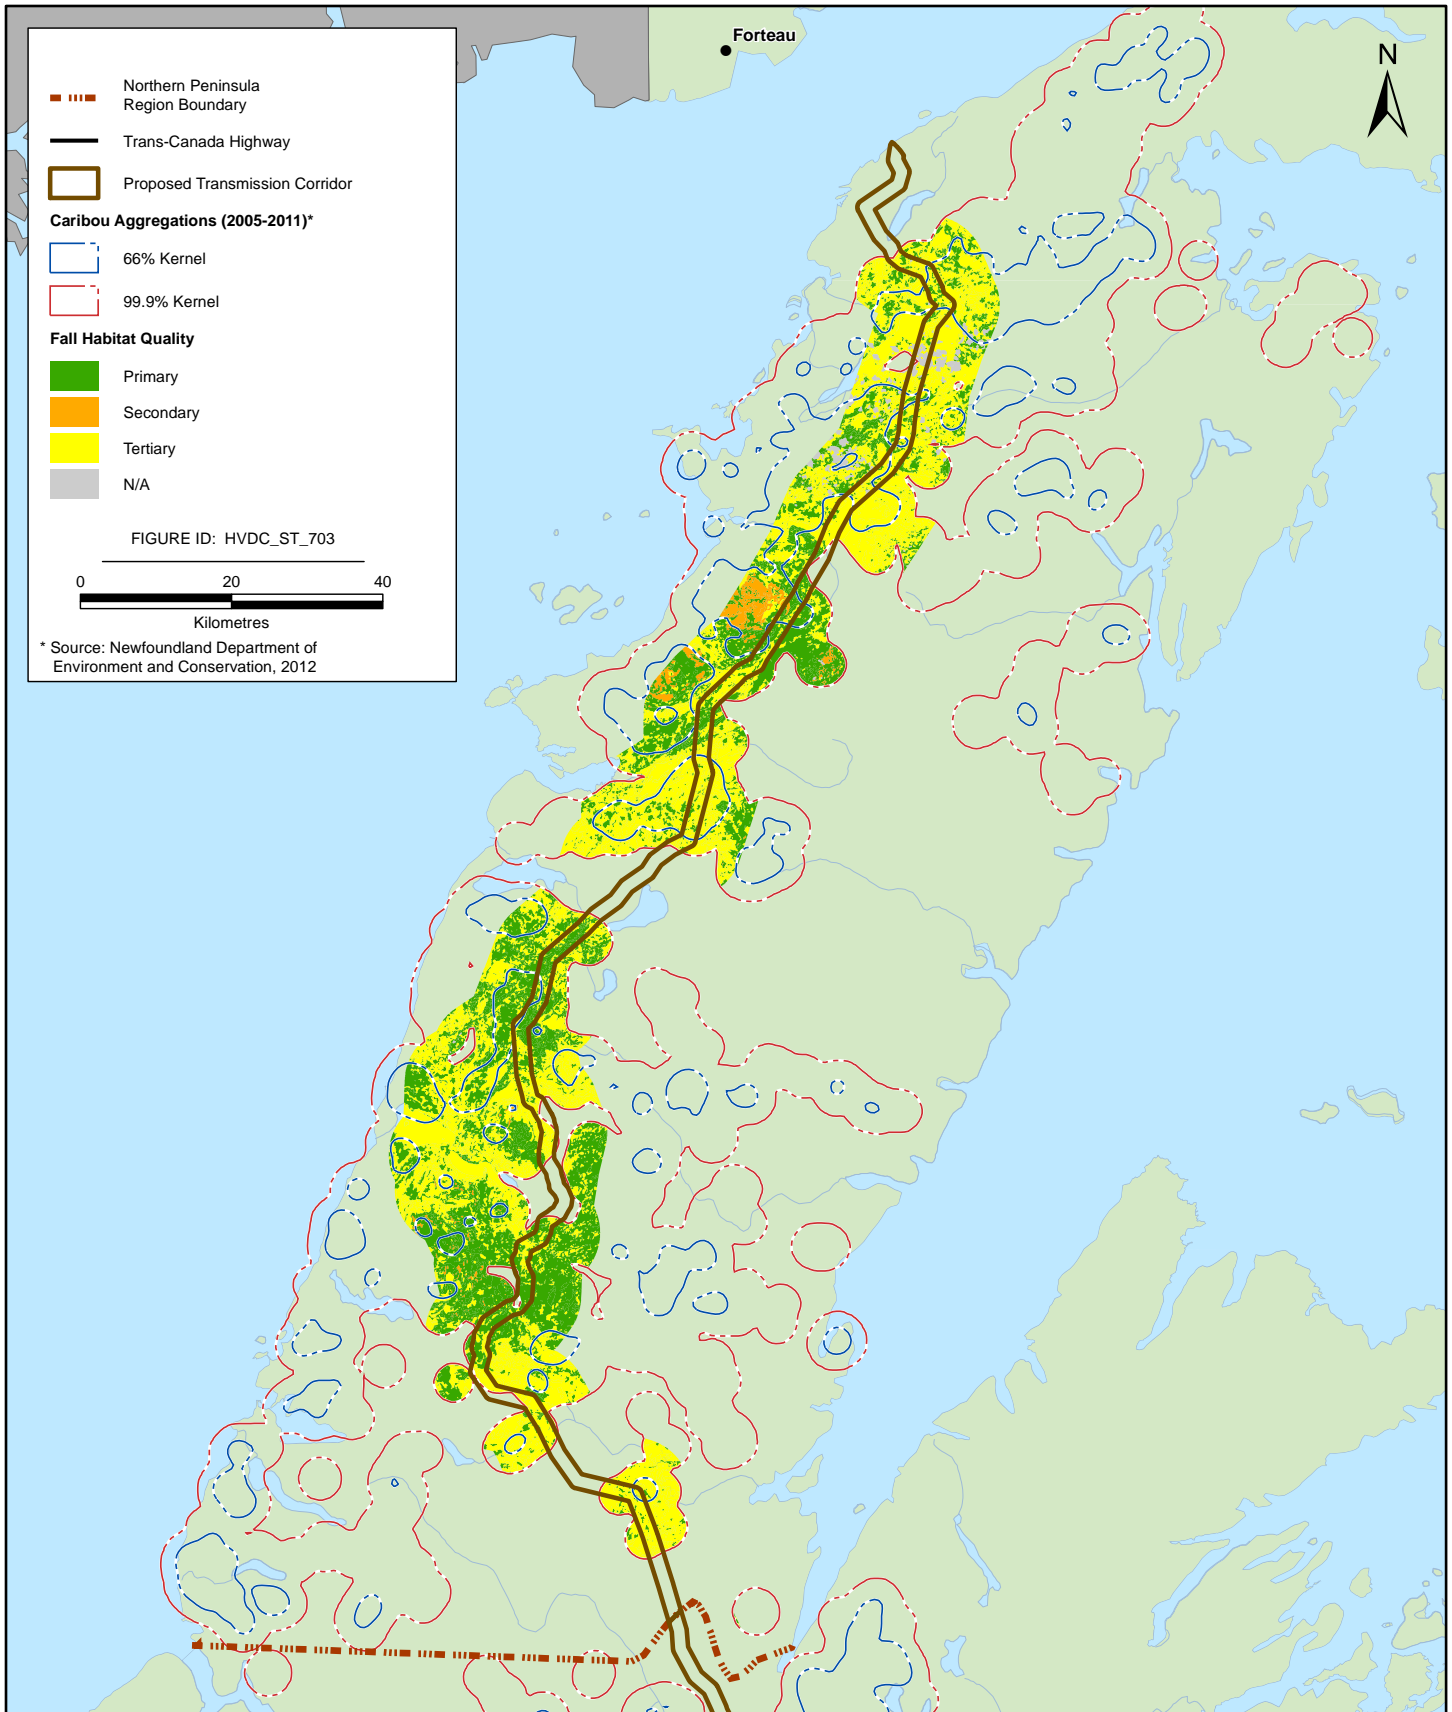 Forteau
N
Northern Peninsula
Region Boundary
Trans-Canada Highway
Proposed Transmission Corridor
Caribou Aggregations (2005-2011)*
66% Kernel
99.9% Kernel
Fall Habitat Quality
Primary
Secondary
Tertiary
N/A
FIGURE ID: HVDC_ST_703
0 20 40
Kilometres
* Source: Newfoundland Department of
Environment and Conservation, 2012